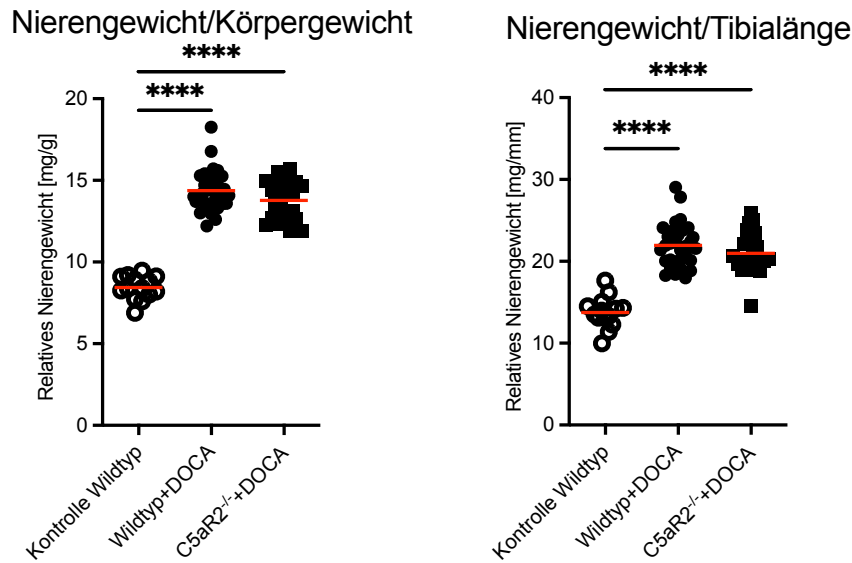 Nierengewicht/Körpergewicht
****
****
20
15
10
5
0
Relatives Nierengewicht [mg/g]
Kontrolle Wildtyp
Wildtyp+DOCA
C5aR2-/-+DOCA
Nierengewicht/Tibialänge
****
****
40
30
20
10
0
Relatives Nierengewicht [mg/mm]
Kontrolle Wildtyp
Wildtyp+DOCA
C5aR2-/-+DOCA